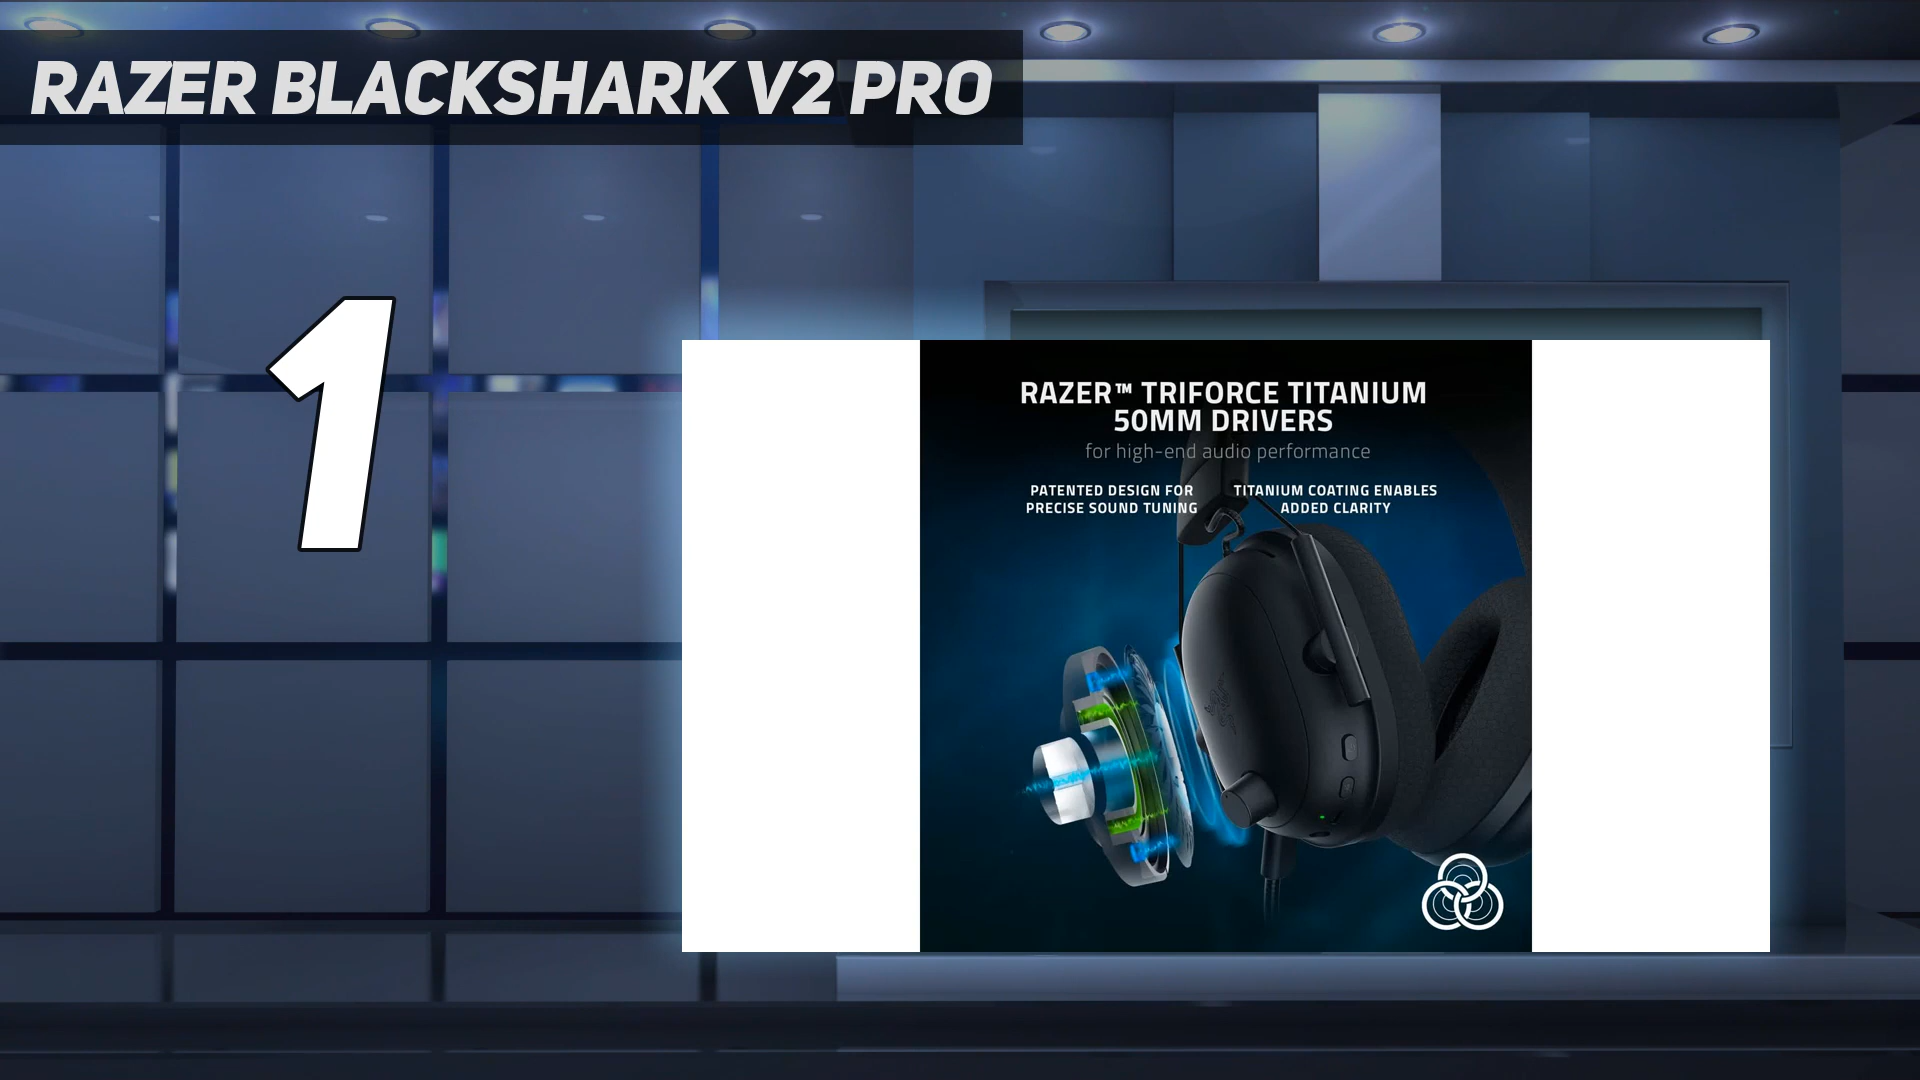 RAZER BLACKSHARK V2 PRO
1
RAZER™ TRIFORCE TITANIUM
50MM DRIVERS
for high-end audio performance
PATENTED DESIGN FOR
PRECISE SOUND TUNING
TITANIUM COATING ENABLES
ADDED CLARITY